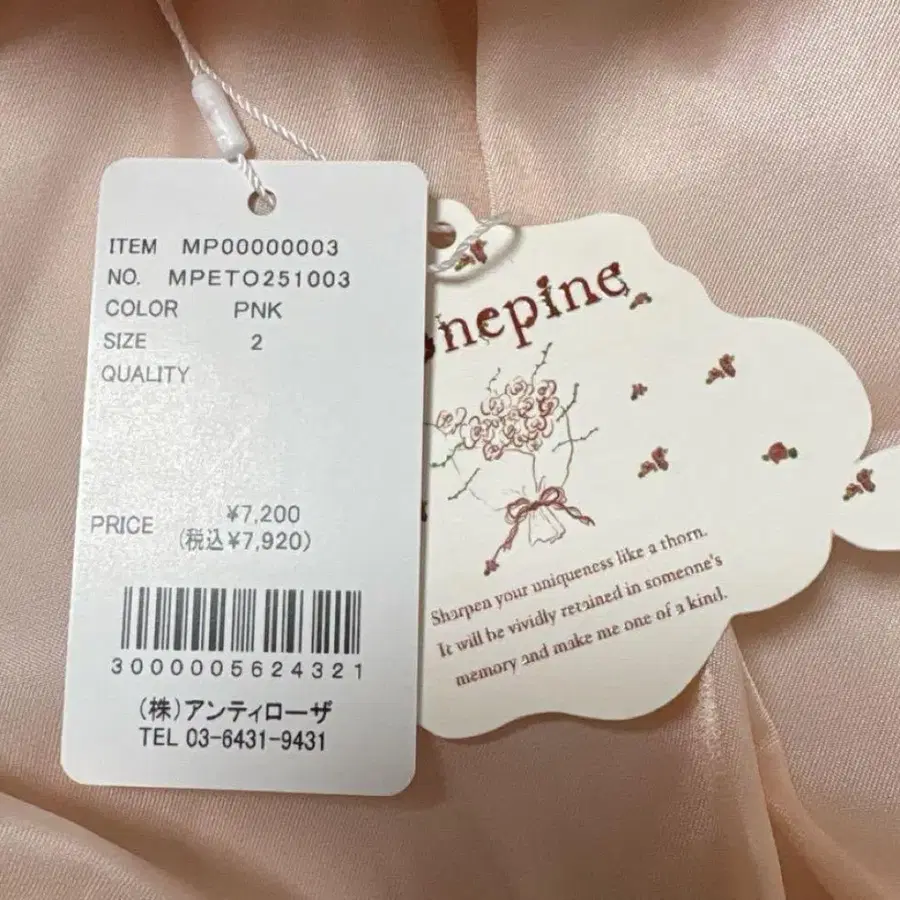 ITEM MP00000003
NO. MPETO251003
COLOR PNK
SIZE 2
QUALITY
PRICE ¥7,200
(税込¥7,920)
3000005624321
(株)アンティローザ
TEL 03-6431-9431
nepine
Sharpen your uniqueness like a thorn.
It will be vividly retained in someone's
memory and make me one of a kind.